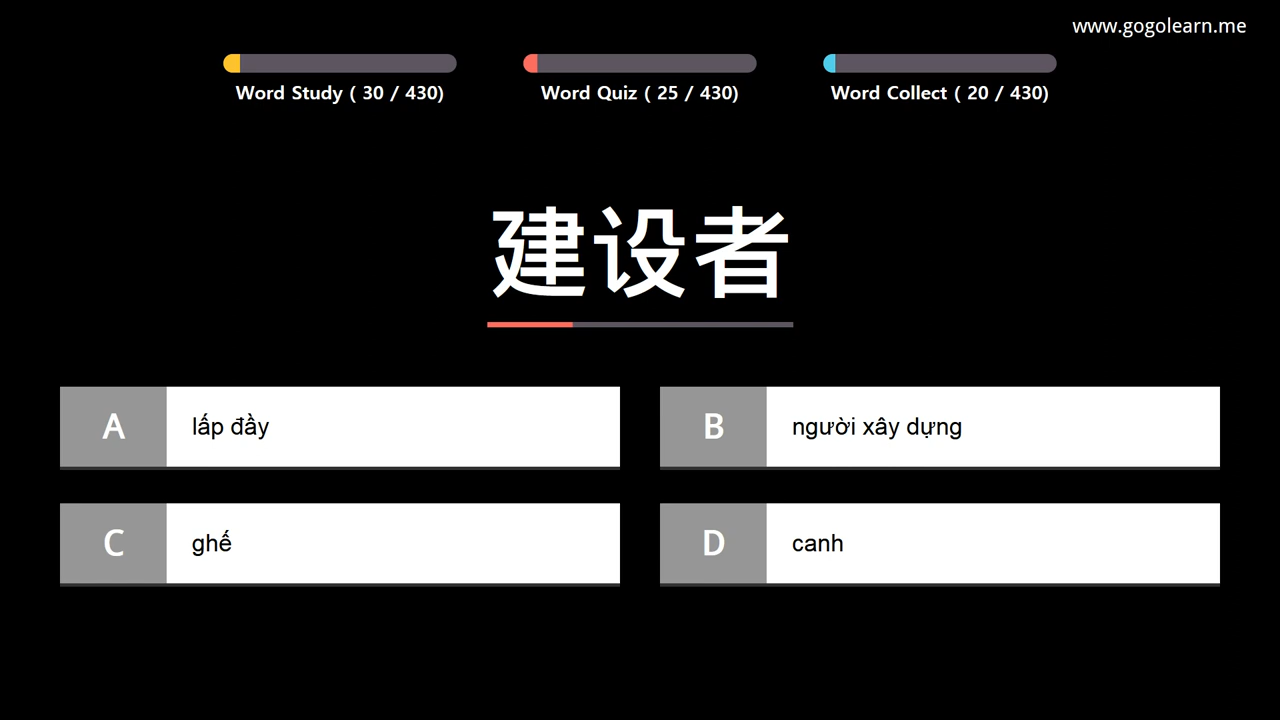 www.gogolearn.me
Word Study ( 30 / 430)
Word Quiz ( 25 / 430)
Word Collect ( 20 / 430)
建设者
A
lấp đầy
B
người xây dựng
C
ghế
D
canh